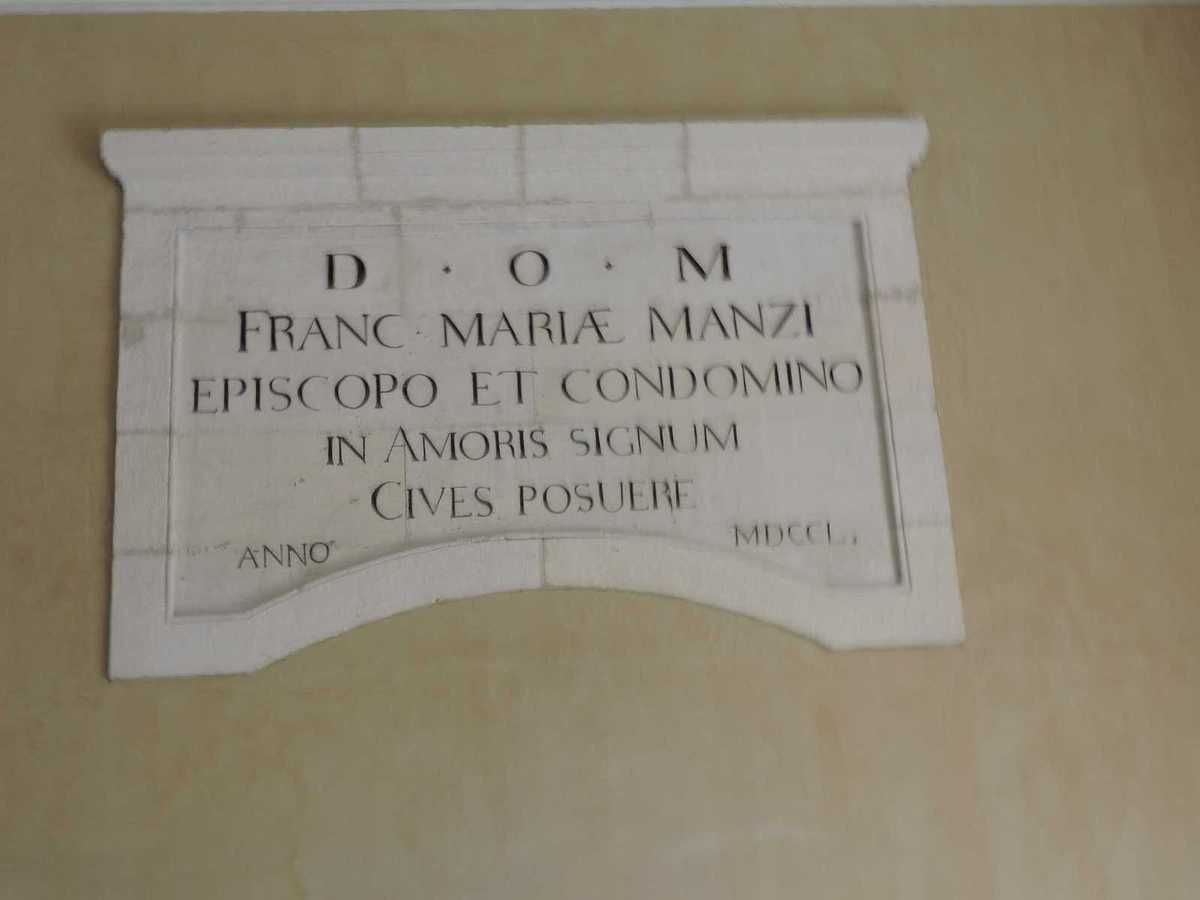 D · O · M
FRANC · MARIÆ MANZI
EPISCOPO ET CONDOMINO
IN AMORIS SIGNUM
CIVES POSUERE
ANNO MDCCL